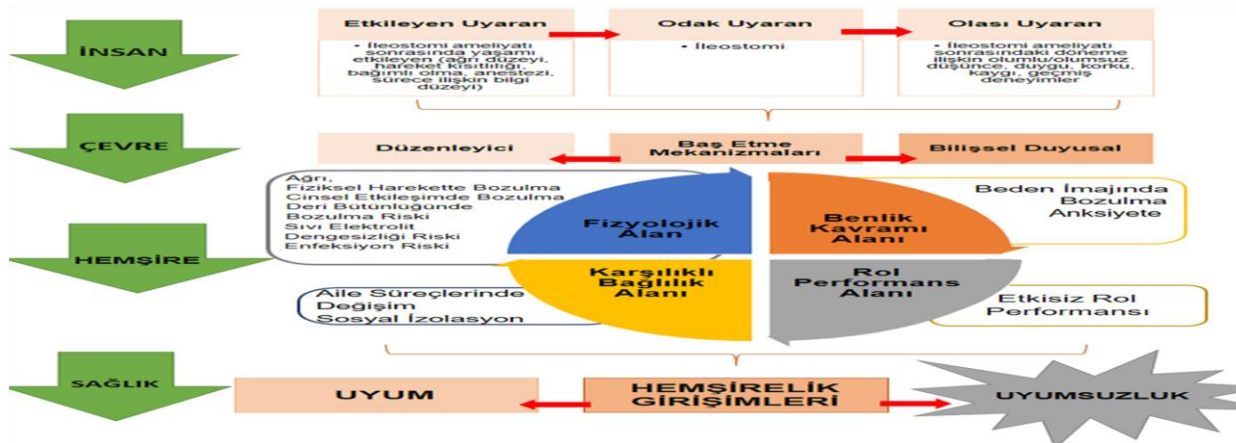 İNSAN
Etkileyen Uyaran
Odak Uyaran
Olası Uyaran
• İleostomi ameliyatı
sonrasında yaşamı
etkileyen (ağrı düzeyi,
hareket kısıtlılığı,
bağımlı olma, anestezi,
sürece ilişkin bilgi
düzeyi)
• İleostomi
• İleostomi ameliyatı
sonrasındaki döneme
ilişkin olumlu/olumsuz
düşünce, duygu, korku,
kaygı, geçmiş
deneyimler
ÇEVRE
Düzenleyici
Baş Etme
Mekanizmaları
Bilişsel Duyusal
HEMŞİRE
Ağrı,
Fiziksel Harekette Bozulma
Cinsel Etkileşimde Bozulma
Deri Bütünlüğünde
Bozulma Riski
Sıvı Elektrolit
Dengesizliği Riski
Enfeksiyon Riski
Fizyolojik
Alan
Benlik
Kavramı
Alanı
Beden İmajında
Bozulma
Anksiyete
Aile Süreçlerinde
Değişim
Sosyal İzolasyon
Karşılıklı
Bağlılık
Alanı
Rol
Performans
Alanı
Etkisiz Rol
Performansı
SAĞLIK
UYUM
HEMŞİRELİK
GİRİŞİMLERİ
UYUMSUZLUK